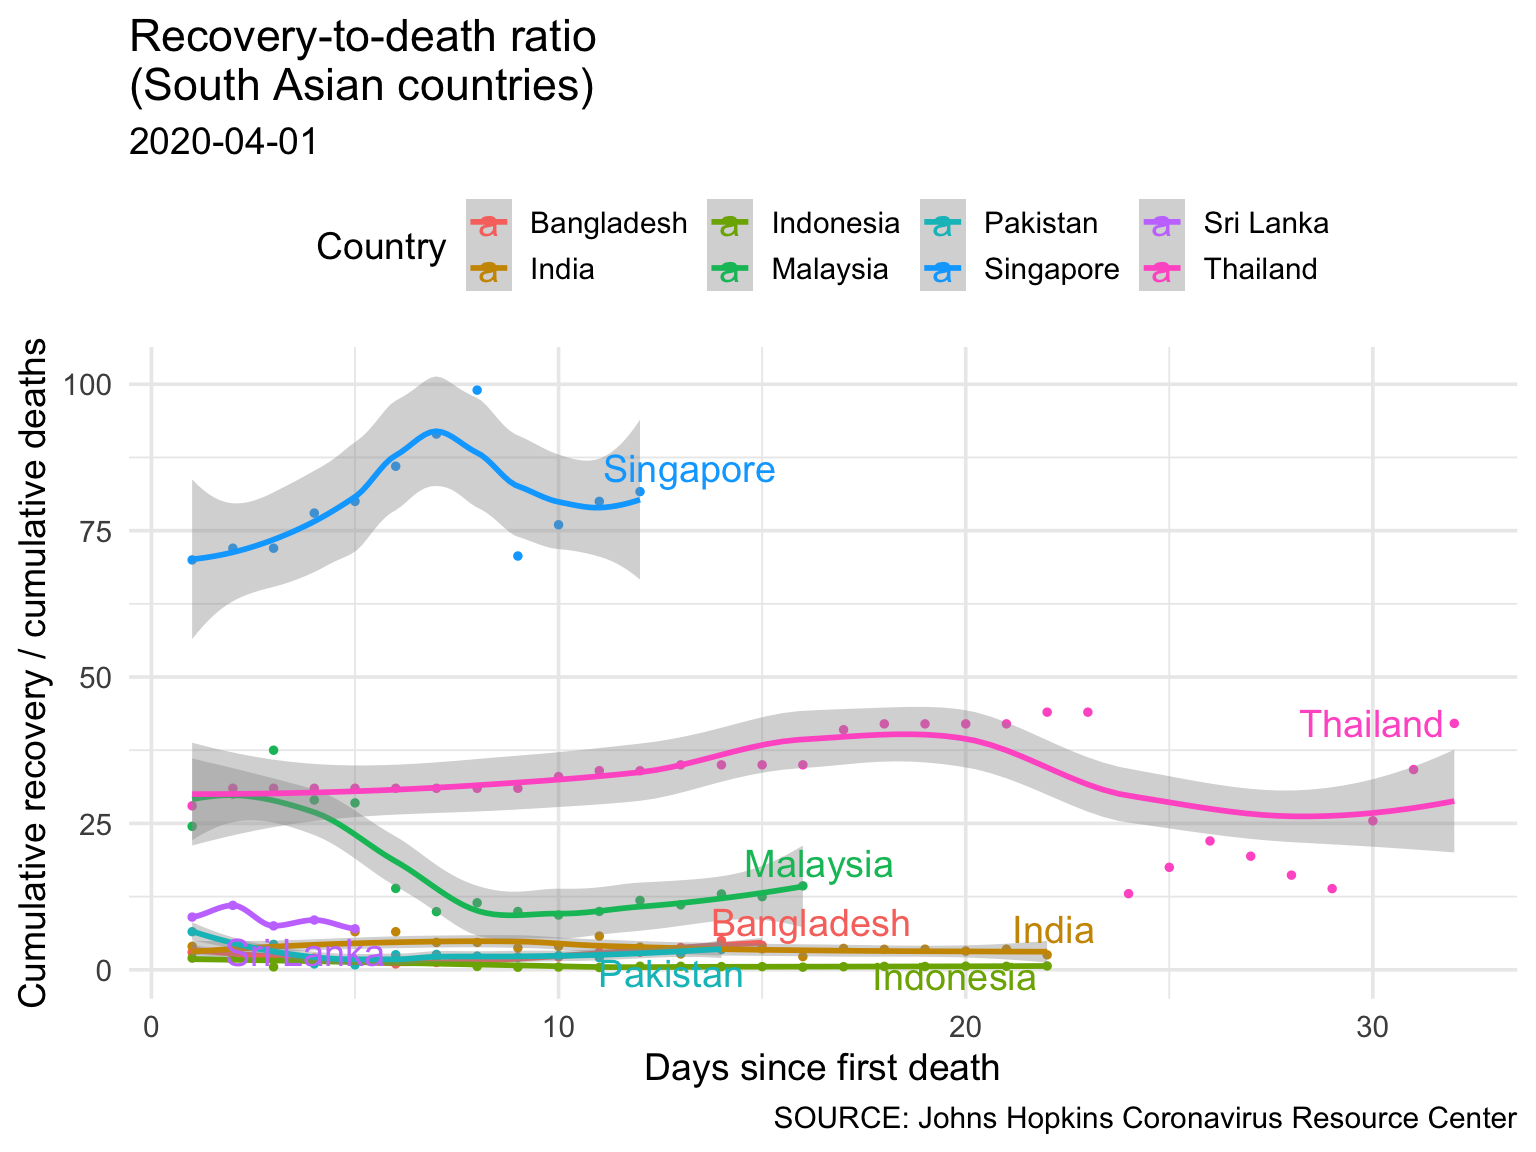 Recovery-to-death ratio
(South Asian countries)
2020-04-01
Country
a Bangladesh
a Indonesia
a Pakistan
a Sri Lanka
a India
a Malaysia
a Singapore
a Thailand
Cumulative recovery / cumulative deaths
100
75
50
25
0
Singapore
Thailand
Malaysia
Bangladesh
India
Sri Lanka
Pakistan
Indonesia
0
10
20
30
Days since first death
SOURCE: Johns Hopkins Coronavirus Resource Center